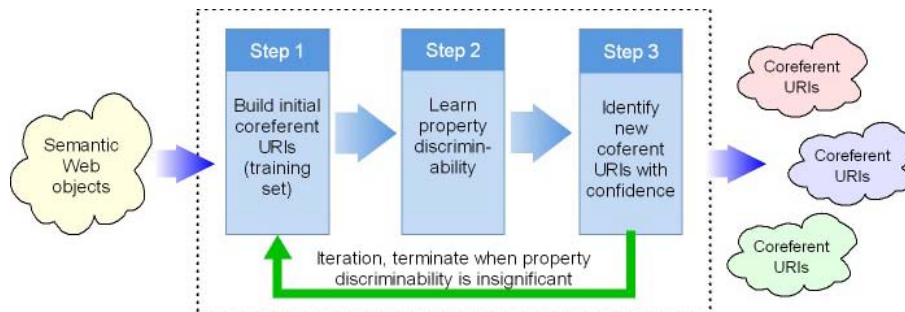 Semantic
Web
objects
Step 1
Build initial
coreferent
URIs
(training
set)
Step 2
Learn
property
discrimin-
ability
Step 3
Identify
new
coferent
URIs with
confidence
Iteration, terminate when property
discriminability is insignificant
Coreferent
URIs
Coreferent
URIs
Coreferent
URIs